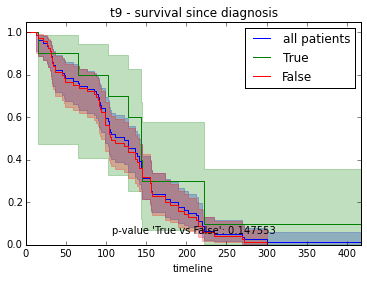 t9 - survival since diagnosis
1.0
0.8
0.6
0.4
0.2
0.0
all patients
True
False
p-value 'True vs False': 0.147553
0 50 100 150 200 250 300 350 400
timeline